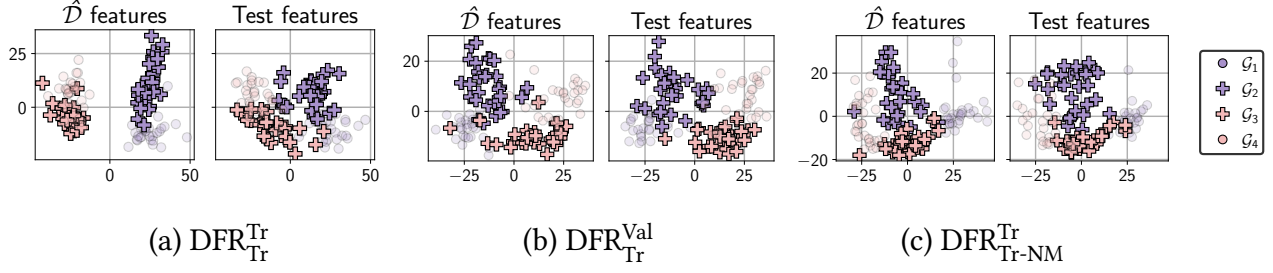 𝒟̂ features Test features 𝒟̂ features Test features 𝒟̂ features Test features
25
0
0 50 0 50
20
0
−25 0 25 −25 0 25
20
0
−20
−25 0 25 −25 0 25
𝒢₁
𝒢₂
𝒢₃
𝒢₄
(a) DFR^Tr_Tr (b) DFR^Val_Tr (c) DFR^Tr_Tr-NM